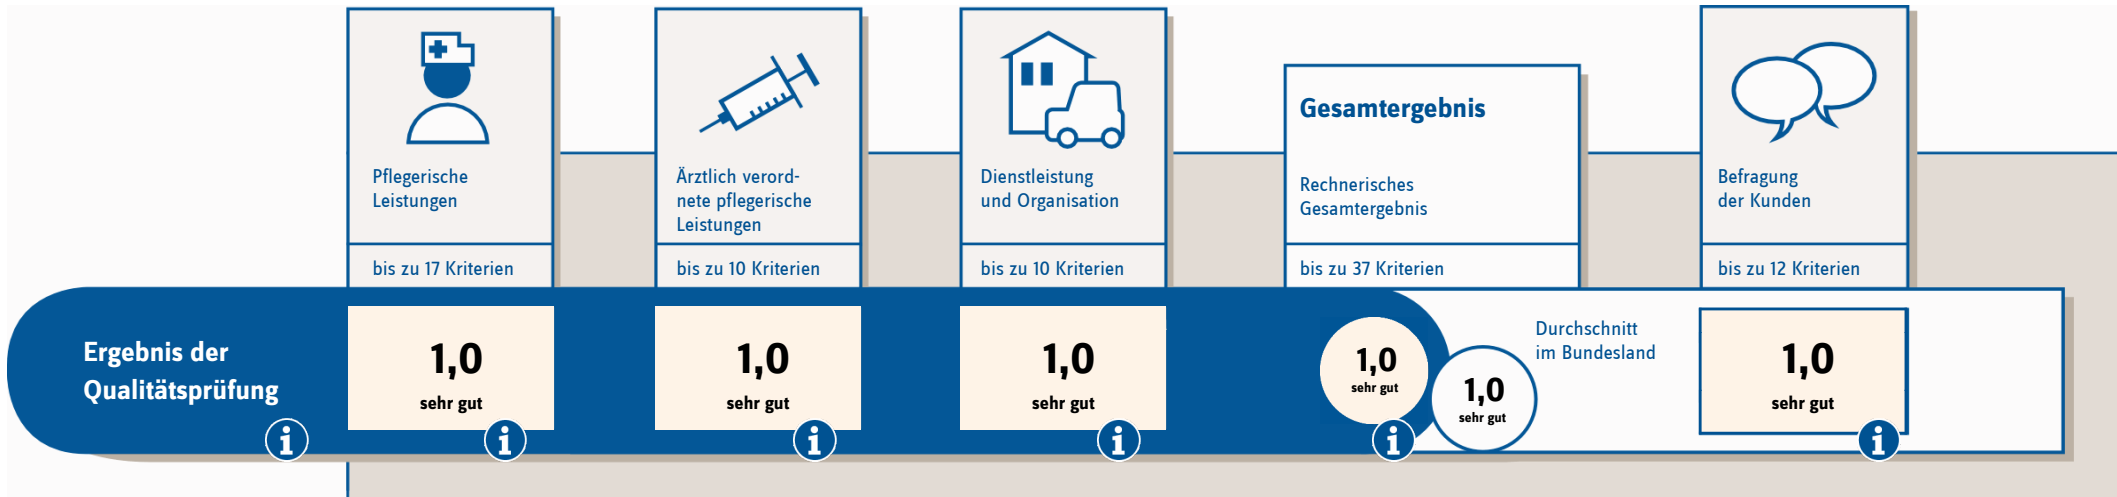 Pflegerische
Leistungen
bis zu 17 Kriterien
Ärztlich verord-
nete pflegerische
Leistungen
bis zu 10 Kriterien
Dienstleistung
und Organisation
bis zu 10 Kriterien
Gesamtergebnis
Rechnerisches
Gesamtergebnis
bis zu 37 Kriterien
Befragung
der Kunden
bis zu 12 Kriterien
Ergebnis der
Qualitätsprüfung
i
1,0
sehr gut
i
1,0
sehr gut
i
1,0
sehr gut
i
1,0
sehr gut
i
1,0
sehr gut
Durchschnitt
im Bundesland
1,0
sehr gut
i